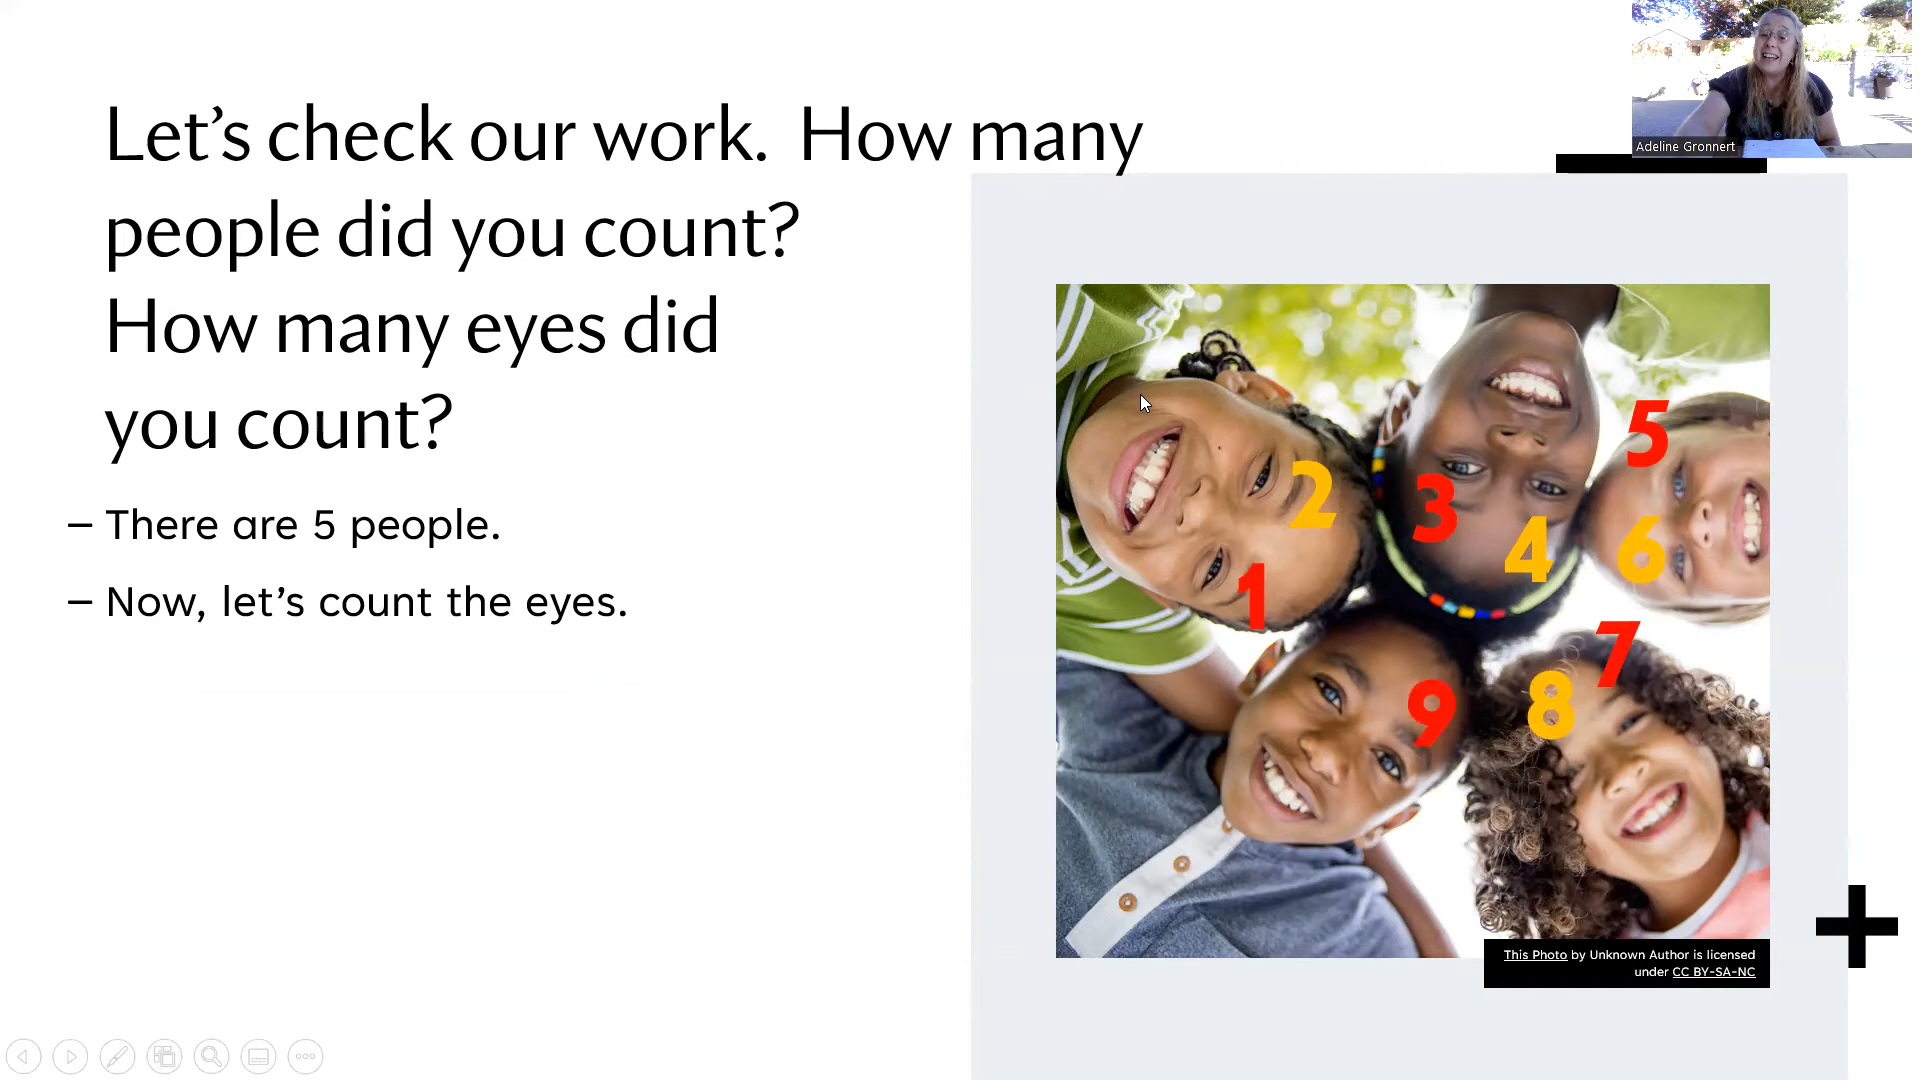 Let’s check our work.  How many
people did you count?
How many eyes did
you count?
– There are 5 people.
– Now, let’s count the eyes.
Adeline Gronnert
5
2
3
4
6
1
7
8
9
This Photo by Unknown Author is licensed
under CC BY-SA-NC